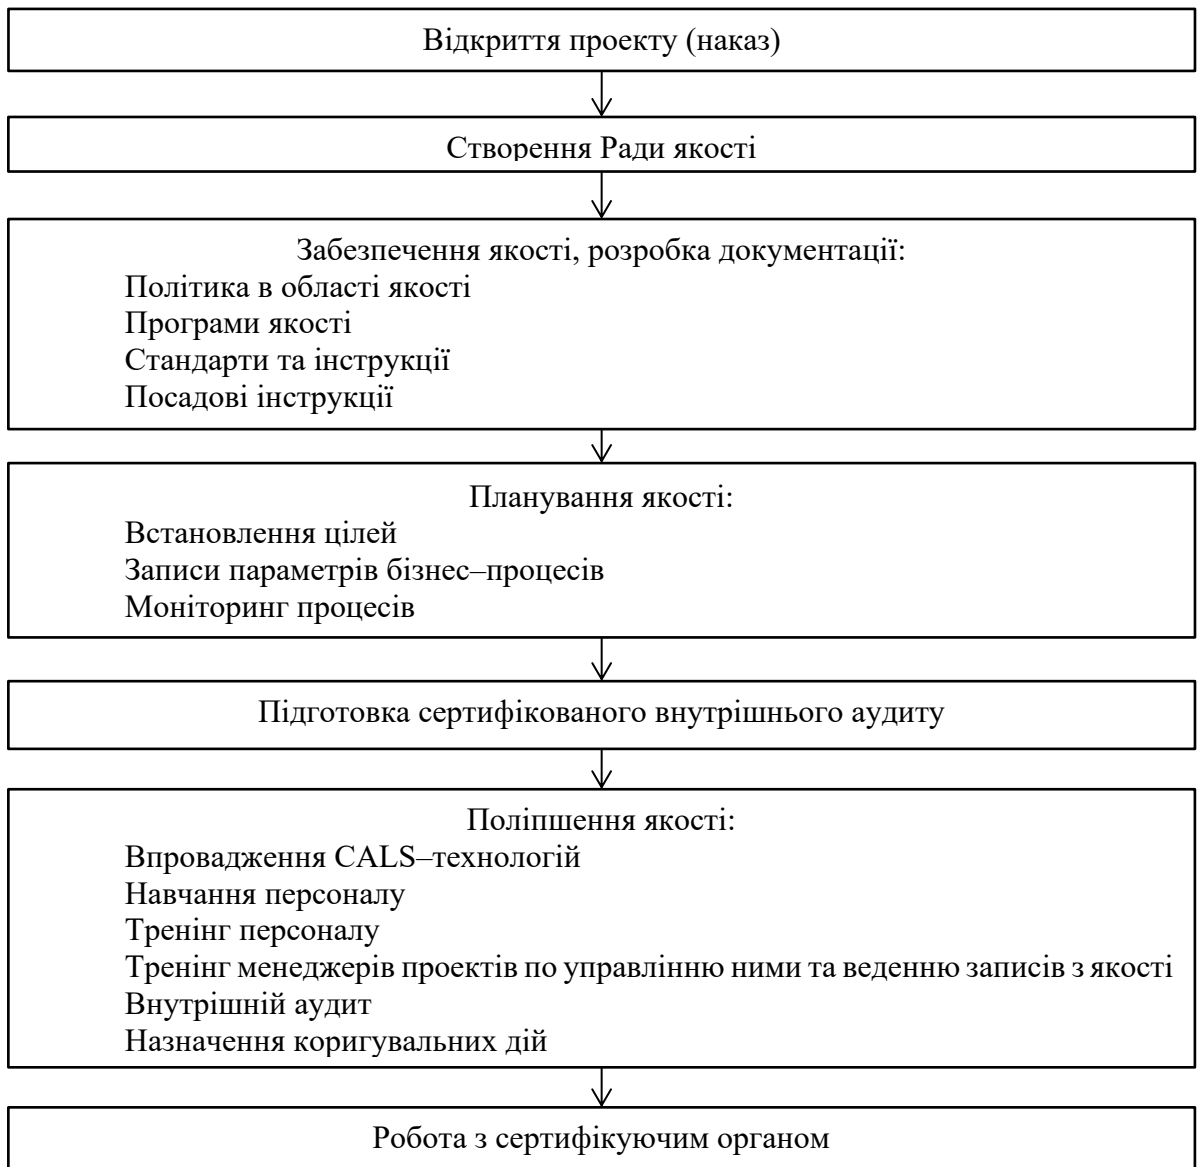 Відкриття проекту (наказ)
Створення Ради якості
Забезпечення якості, розробка документації:
Політика в області якості
Програми якості
Стандарти та інструкції
Посадові інструкції
Планування якості:
Встановлення цілей
Записи параметрів бізнес–процесів
Моніторинг процесів
Підготовка сертифікованого внутрішнього аудиту
Поліпшення якості:
Впровадження CALS–технологій
Навчання персоналу
Тренінг персоналу
Тренінг менеджерів проектів по управлінню ними та веденню записів з якості
Внутрішній аудит
Назначення коригувальних дій
Робота з сертифікуючим органом